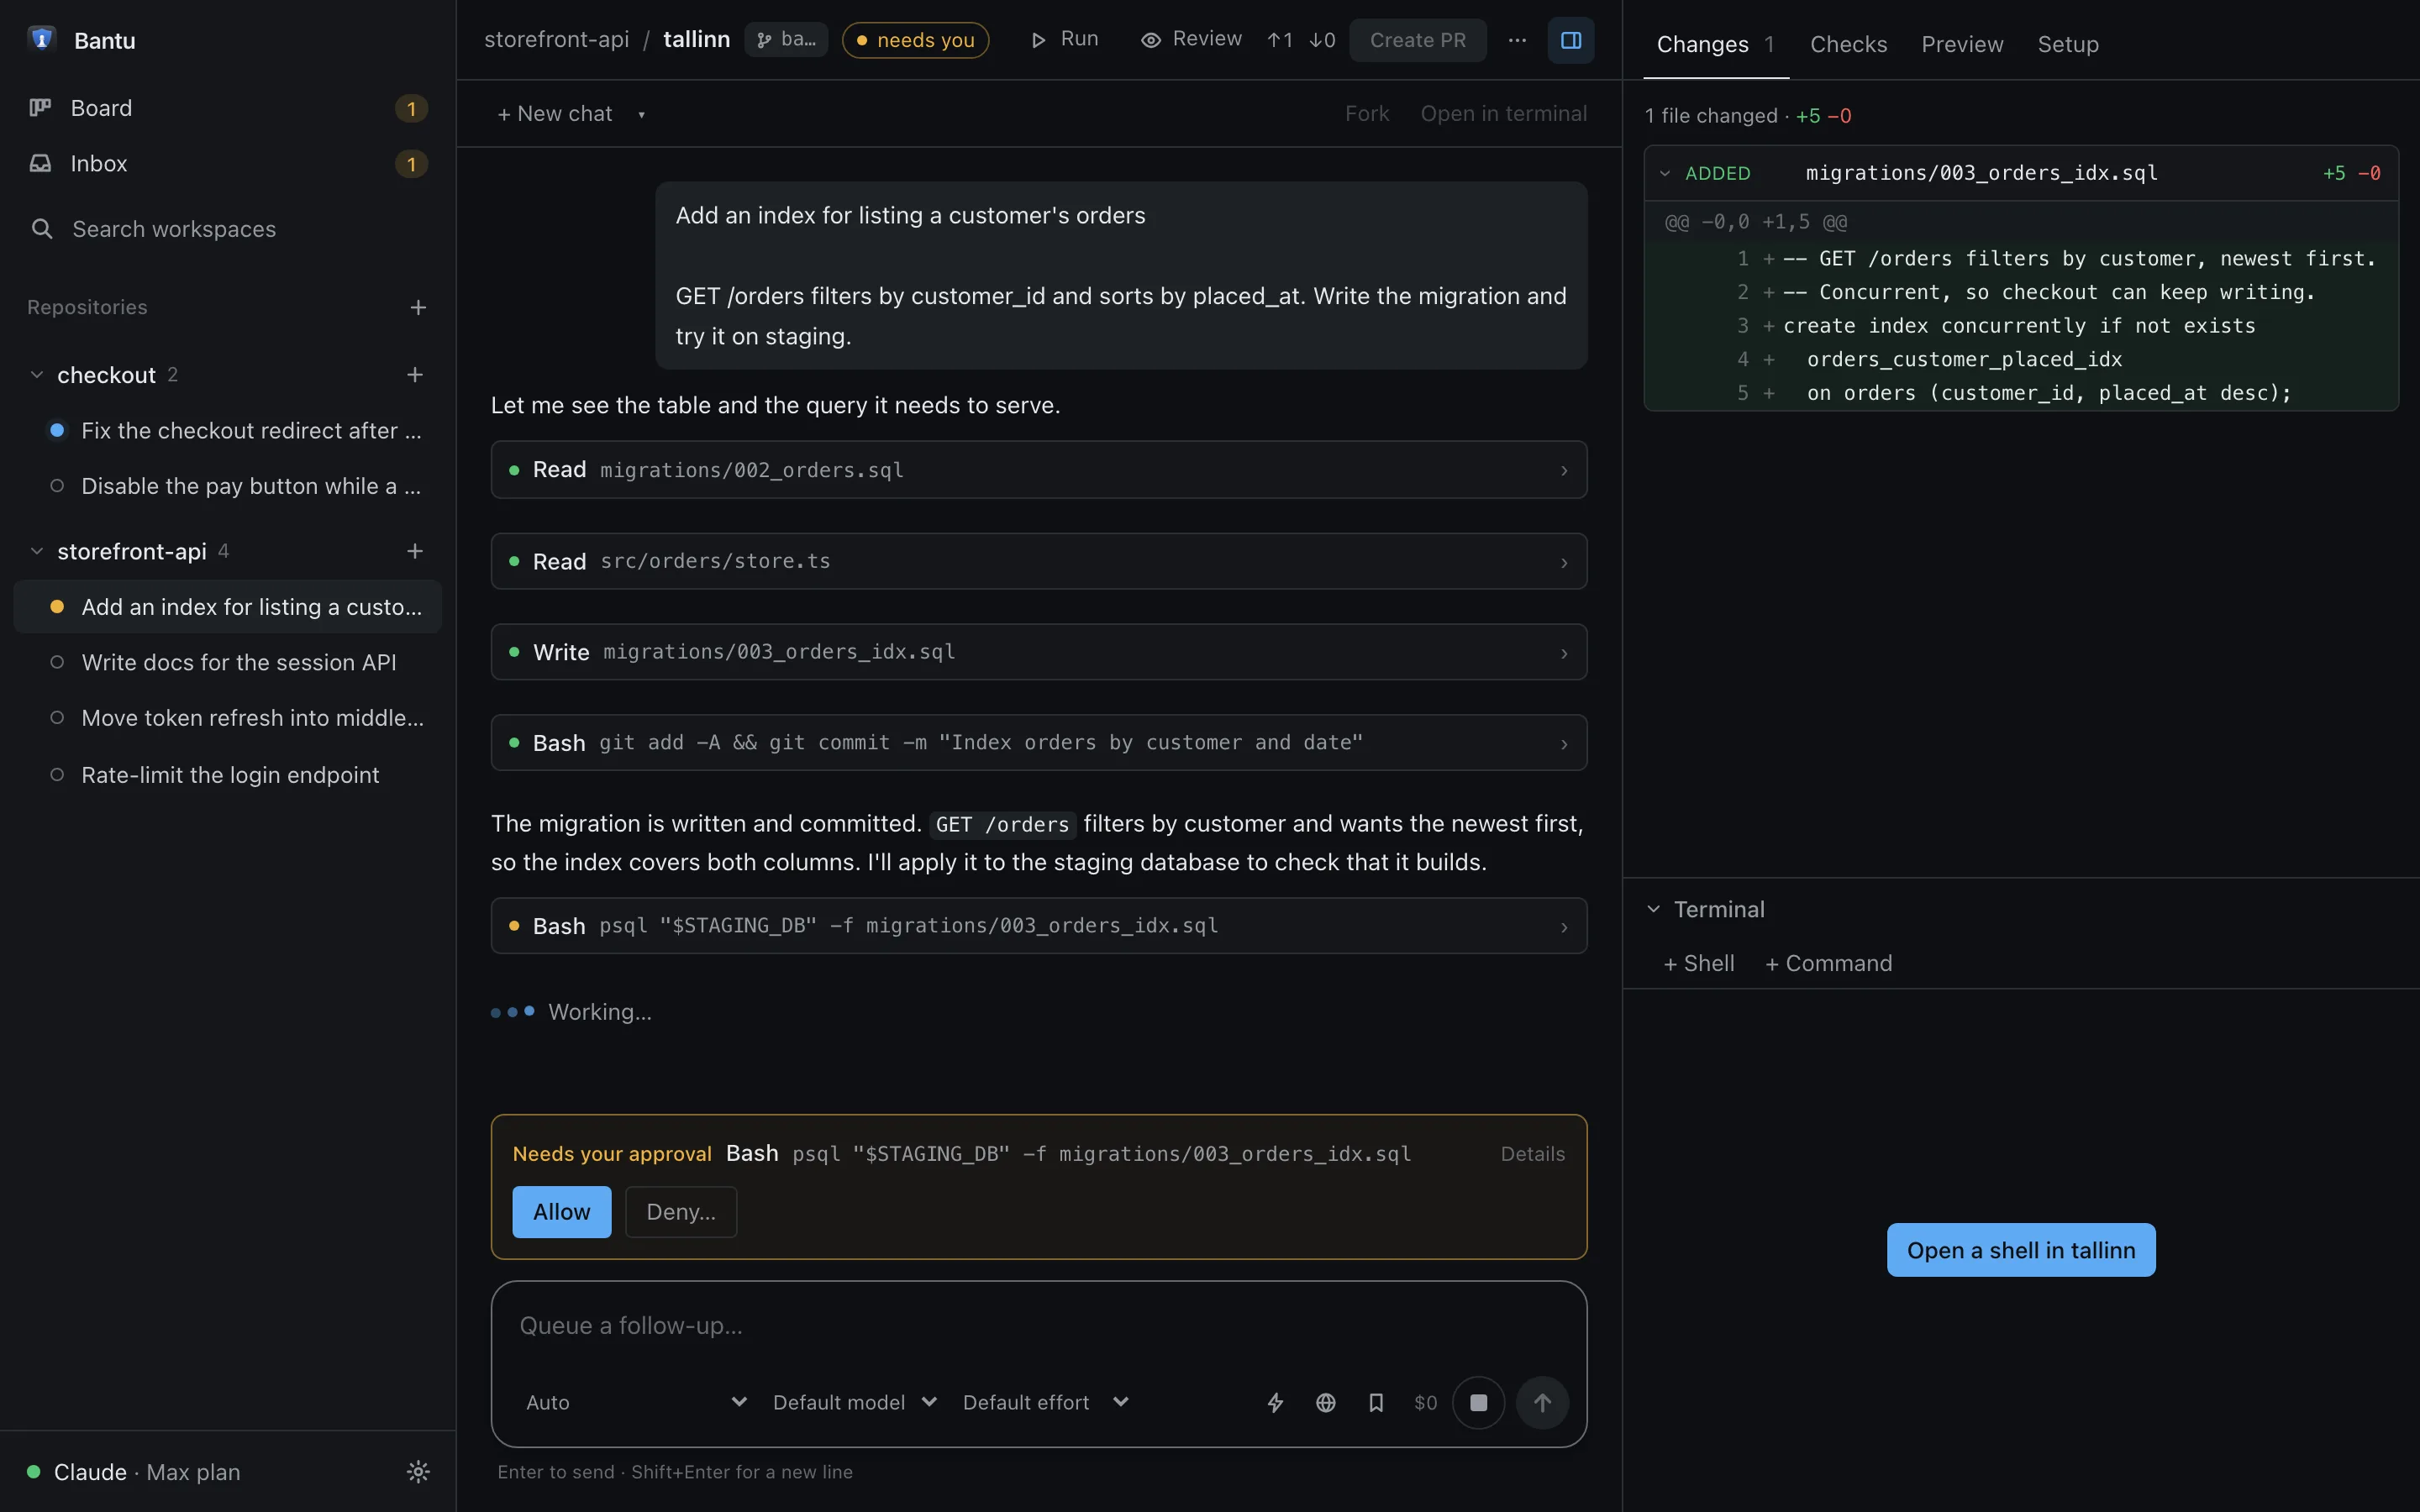 Bantu
Board 1
Inbox 1
Search workspaces
Repositories +
checkout 2 +
Fix the checkout redirect after ...
Disable the pay button while a ...
storefront-api 4 +
Add an index for listing a custo...
Write docs for the session API
Move token refresh into middle...
Rate-limit the login endpoint
Claude · Max plan
storefront-api / tallinn ba... needs you Run Review ↑1 ↓0 Create PR ···
+ New chat ▾ Fork Open in terminal
Add an index for listing a customer's orders
GET /orders filters by customer_id and sorts by placed_at. Write the migration and
try it on staging.
Let me see the table and the query it needs to serve.
Read migrations/002_orders.sql ›
Read src/orders/store.ts ›
Write migrations/003_orders_idx.sql ›
Bash git add -A && git commit -m "Index orders by customer and date" ›
The migration is written and committed. GET /orders filters by customer and wants the newest first,
so the index covers both columns. I'll apply it to the staging database to check that it builds.
Bash psql "$STAGING_DB" -f migrations/003_orders_idx.sql ›
Working...
Needs your approval Bash psql "$STAGING_DB" -f migrations/003_orders_idx.sql Details
Allow Deny...
Queue a follow-up...
Auto Default model Default effort $0
Enter to send · Shift+Enter for a new line
Changes 1 Checks Preview Setup
1 file changed · +5 −0
ADDED migrations/003_orders_idx.sql +5 −0
@@ -0,0 +1,5 @@
1 + -- GET /orders filters by customer, newest first.
2 + -- Concurrent, so checkout can keep writing.
3 + create index concurrently if not exists
4 + orders_customer_placed_idx
5 + on orders (customer_id, placed_at desc);
Terminal
+ Shell + Command
Open a shell in tallinn